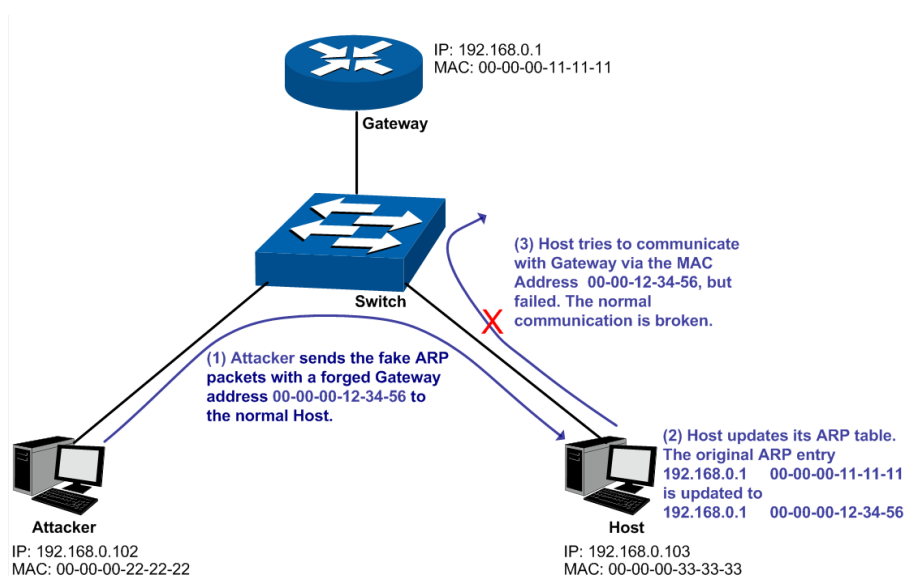 IP: 192.168.0.1
MAC: 00-00-00-11-11-11
Gateway
(3) Host tries to communicate
with Gateway via the MAC
Address 00-00-12-34-56, but
failed. The normal
communication is broken.
Switch
(1) Attacker sends the fake ARP
packets with a forged Gateway
address 00-00-00-12-34-56 to
the normal Host.
(2) Host updates its ARP table.
The original ARP entry
192.168.0.1 00-00-00-11-11-11
is updated to
192.168.0.1 00-00-00-12-34-56
Attacker
IP: 192.168.0.102
MAC: 00-00-00-22-22-22
Host
IP: 192.168.0.103
MAC: 00-00-00-33-33-33